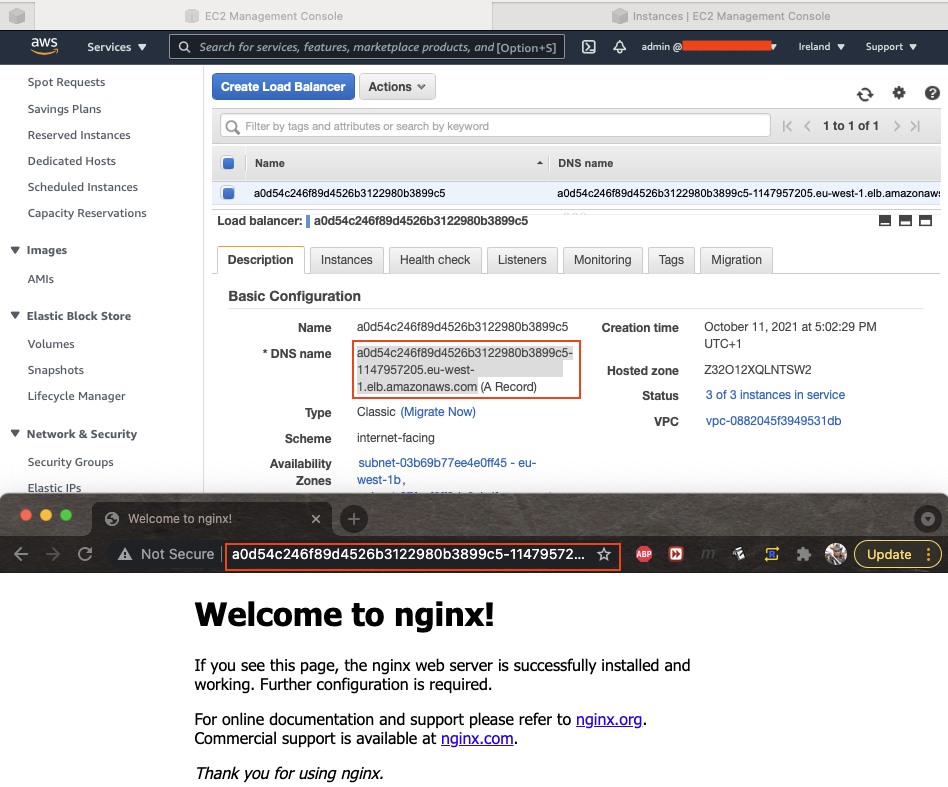 EC2 Management Console
Instances | EC2 Management Console
aws
Services
Search for services, features, marketplace products, and
[Option+S]
admin @
Ireland
Support
Spot Requests
Savings Plans
Reserved Instances
Dedicated Hosts
Scheduled Instances
Capacity Reservations
Images
AMIs
Elastic Block Store
Volumes
Snapshots
Lifecycle Manager
Network & Security
Security Groups
Elastic IPs
Create Load Balancer
Actions
Filter by tags and attributes or search by keyword
1 to 1 of 1
Name
DNS name
a0d54c246f89d4526b3122980b3899c5
a0d54c246f89d4526b3122980b3899c5-1147957205.eu-west-1.elb.amazonaws
Load balancer: a0d54c246f89d4526b3122980b3899c5
Description
Instances
Health check
Listeners
Monitoring
Tags
Migration
Basic Configuration
Name
a0d54c246f89d4526b3122980b3899c5
* DNS name
a0d54c246f89d4526b3122980b3899c5-
1147957205.eu-west-
1.elb.amazonaws.com (A Record)
Type
Classic (Migrate Now)
Scheme
internet-facing
Availability
Zones
subnet-03b69b77ee4e0ff45 - eu-
west-1b,
Creation time
October 11, 2021 at 5:02:29 PM
UTC+1
Hosted zone
Z32O12XQLNTSW2
Status
3 of 3 instances in service
VPC
vpc-0882045f3949531db
Welcome to nginx!
Not Secure
a0d54c246f89d4526b3122980b3899c5-11479572...
ABP
m
R
Update
Welcome to nginx!
If you see this page, the nginx web server is successfully installed and
working. Further configuration is required.
For online documentation and support please refer to nginx.org.
Commercial support is available at nginx.com.
Thank you for using nginx.